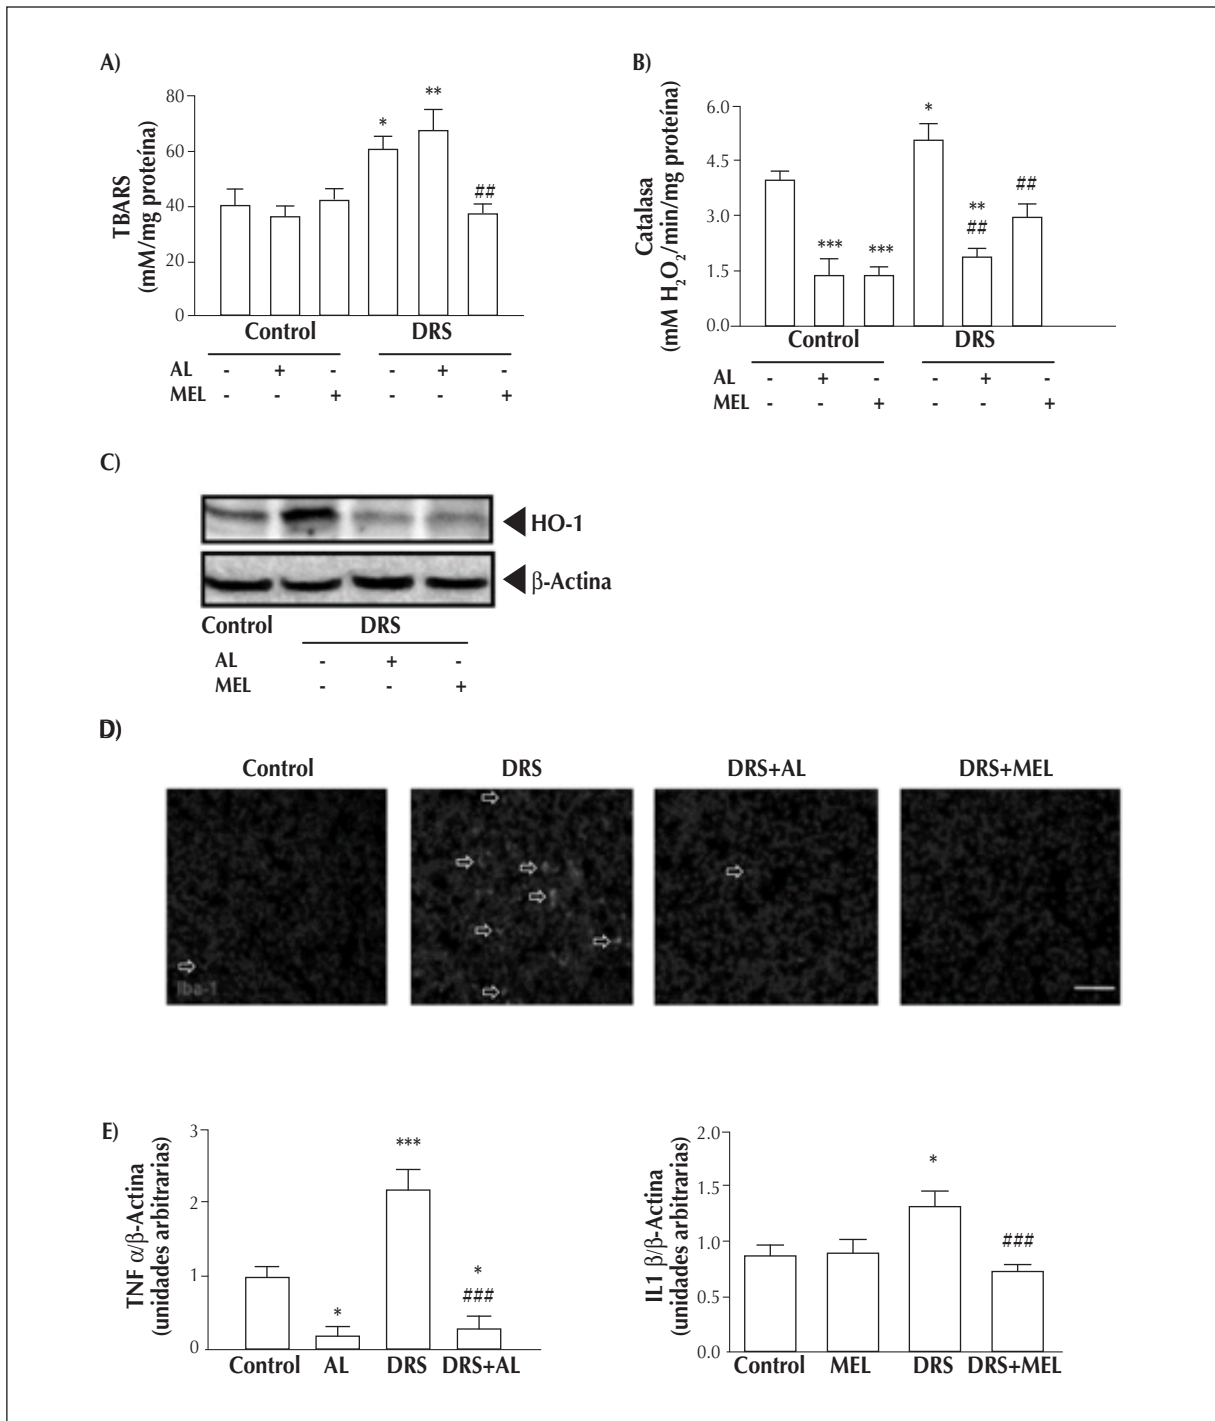 A)
TBARS
(mM/mg proteína)
80
60
40
20
0
*
**
##
Control DRS
AL - + - - + -
MEL - - + - - +
B)
Catalasa
(mM H2O2/min/mg proteína)
6.0
4.5
3.0
1.5
0.0
***
***
*
**
##
##
Control DRS
AL - + - - + -
MEL - - + - - +
C)
HO-1
β-Actina
Control DRS
AL - + -
MEL - - +
D)
Control DRS DRS+AL DRS+MEL
Iba-1
E)
TNF α/β-Actina
(unidades arbitrarias)
3
2
1
0
*
***
*
###
Control AL DRS DRS+AL
IL1 β/β-Actina
(unidades arbitrarias)
2.0
1.5
1.0
0.5
0.0
*
###
Control MEL DRS DRS+MEL